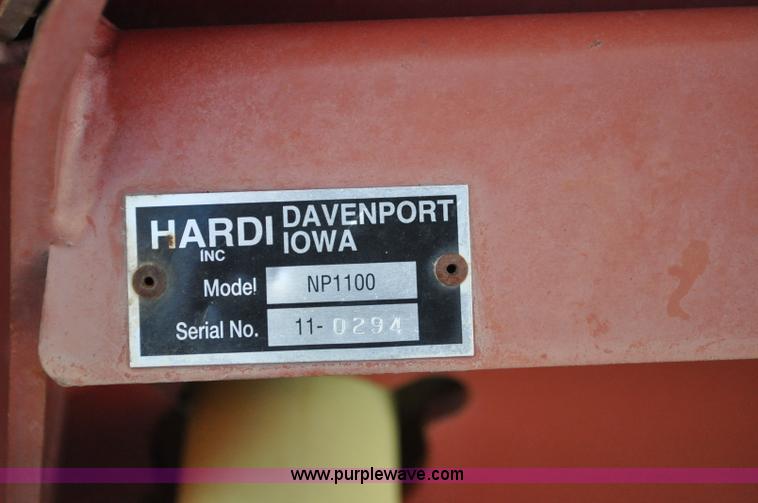 HARDI INC
DAVENPORT
IOWA
Model NP1100
Serial No. 11-0294
www.purplewave.com